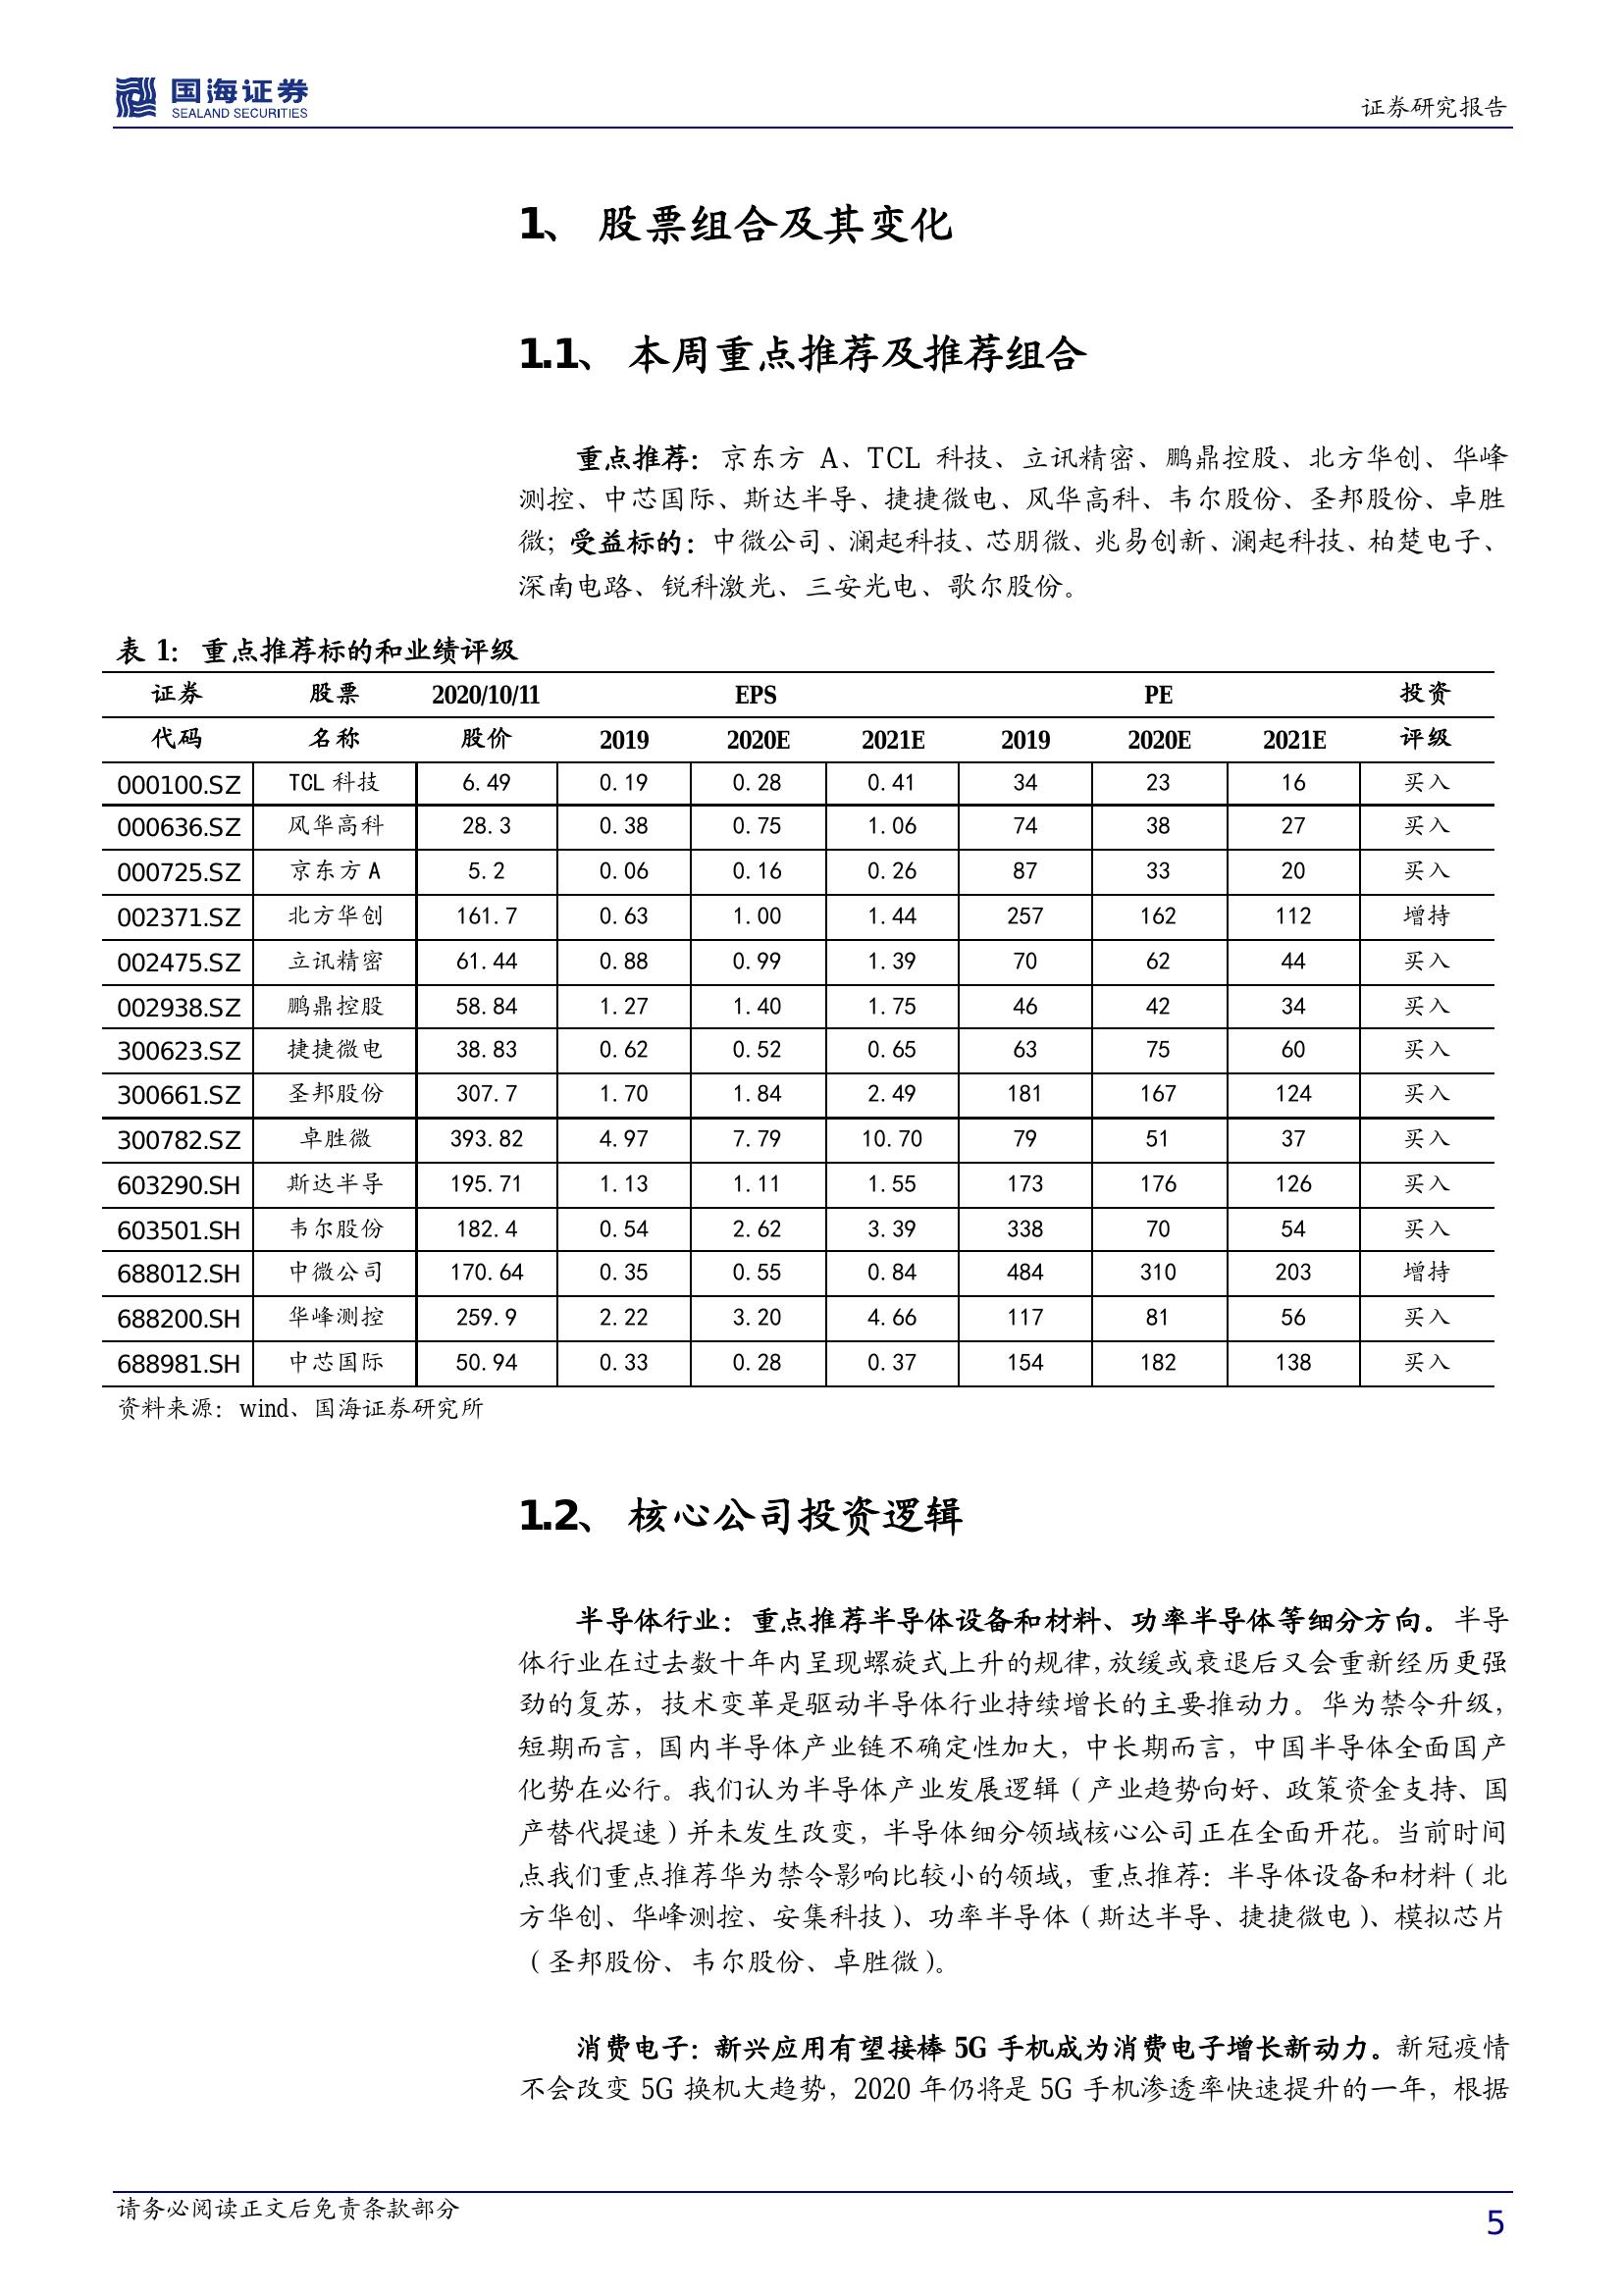 国海证券
SEALAND SECURITIES
证券研究报告
1、 股票组合及其变化
1.1、 本周重点推荐及推荐组合
重点推荐：京东方 A、TCL 科技、立讯精密、鹏鼎控股、北方华创、华峰
测控、中芯国际、斯达半导、捷捷微电、风华高科、韦尔股份、圣邦股份、卓胜
微；受益标的：中微公司、澜起科技、芯朋微、兆易创新、澜起科技、柏楚电子、
深南电路、锐科激光、三安光电、歌尔股份。
表 1：重点推荐标的和业绩评级
证券 股票 2020/10/11 EPS PE 投资
代码 名称 股价 2019 2020E 2021E 2019 2020E 2021E 评级
000100.SZ TCL 科技 6.49 0.19 0.28 0.41 34 23 16 买入
000636.SZ 风华高科 28.3 0.38 0.75 1.06 74 38 27 买入
000725.SZ 京东方 A 5.2 0.06 0.16 0.26 87 33 20 买入
002371.SZ 北方华创 161.7 0.63 1.00 1.44 257 162 112 增持
002475.SZ 立讯精密 61.44 0.88 0.99 1.39 70 62 44 买入
002938.SZ 鹏鼎控股 58.84 1.27 1.40 1.75 46 42 34 买入
300623.SZ 捷捷微电 38.83 0.62 0.52 0.65 63 75 60 买入
300661.SZ 圣邦股份 307.7 1.70 1.84 2.49 181 167 124 买入
300782.SZ 卓胜微 393.82 4.97 7.79 10.70 79 51 37 买入
603290.SH 斯达半导 195.71 1.13 1.11 1.55 173 176 126 买入
603501.SH 韦尔股份 182.4 0.54 2.62 3.39 338 70 54 买入
688012.SH 中微公司 170.64 0.35 0.55 0.84 484 310 203 增持
688200.SH 华峰测控 259.9 2.22 3.20 4.66 117 81 56 买入
688981.SH 中芯国际 50.94 0.33 0.28 0.37 154 182 138 买入
资料来源：wind、国海证券研究所
1.2、 核心公司投资逻辑
半导体行业：重点推荐半导体设备和材料、功率半导体等细分方向。半导
体行业在过去数十年内呈现螺旋式上升的规律，放缓或衰退后又会重新经历更强
劲的复苏，技术变革是驱动半导体行业持续增长的主要推动力。华为禁令升级，
短期而言，国内半导体产业链不确定性加大，中长期而言，中国半导体全面国产
化势在必行。我们认为半导体产业发展逻辑（产业趋势向好、政策资金支持、国
产替代提速）并未发生改变，半导体细分领域核心公司正在全面开花。当前时间
点我们重点推荐华为禁令影响比较小的领域，重点推荐：半导体设备和材料（北
方华创、华峰测控、安集科技）、功率半导体（斯达半导、捷捷微电）、模拟芯片
（圣邦股份、韦尔股份、卓胜微）。
消费电子：新兴应用有望接棒 5G 手机成为消费电子增长新动力。新冠疫情
不会改变 5G 换机大趋势，2020 年仍将是 5G 手机渗透率快速提升的一年，根据
请务必阅读正文后免责条款部分
5